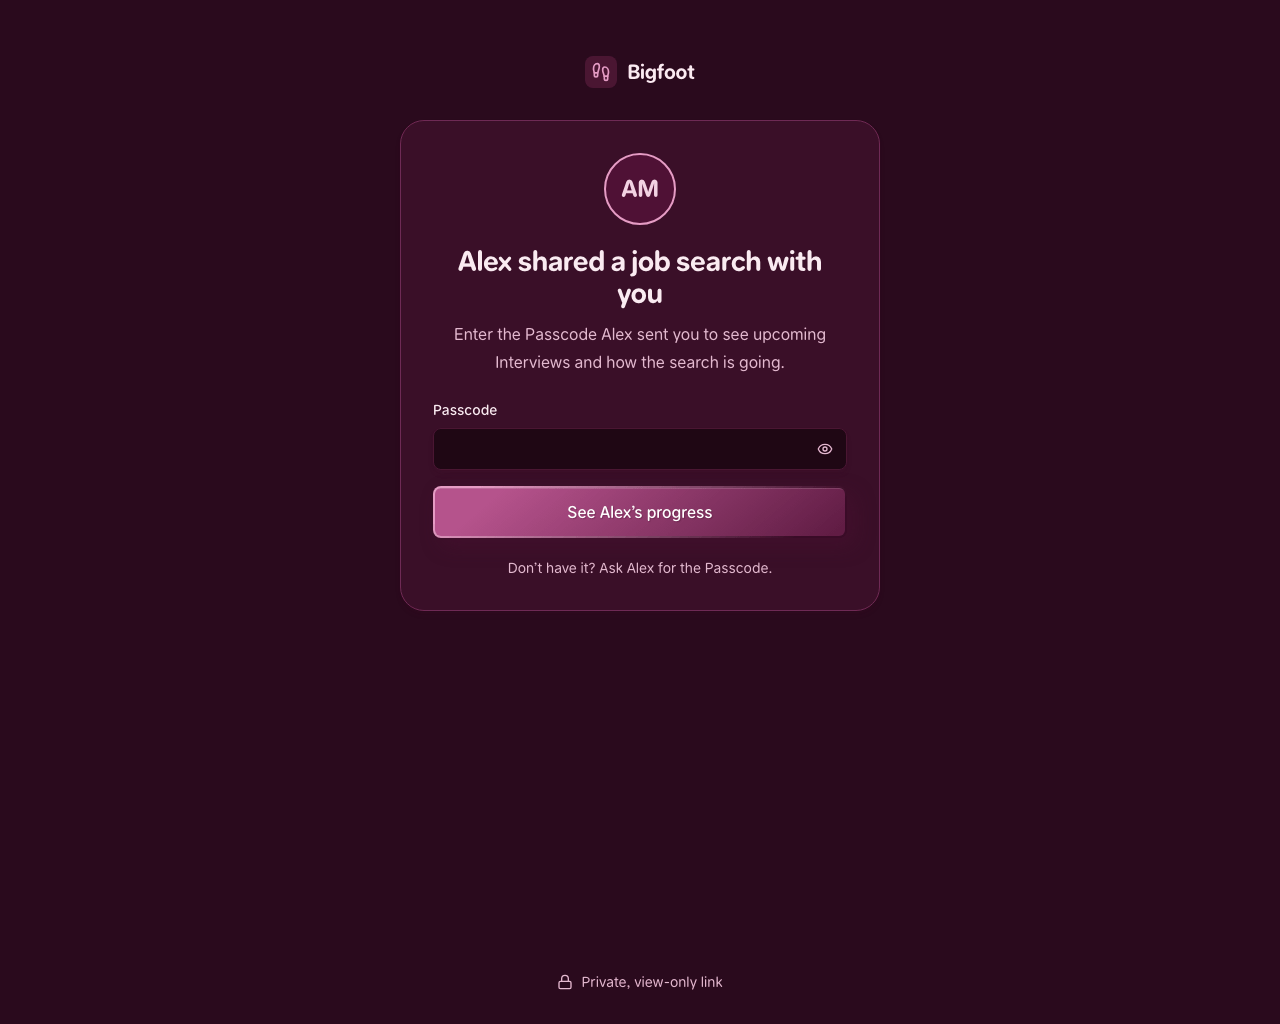 Bigfoot
AM
Alex shared a job search with
you
Enter the Passcode Alex sent you to see upcoming
Interviews and how the search is going.
Passcode
See Alex’s progress
Don’t have it? Ask Alex for the Passcode.
Private, view-only link